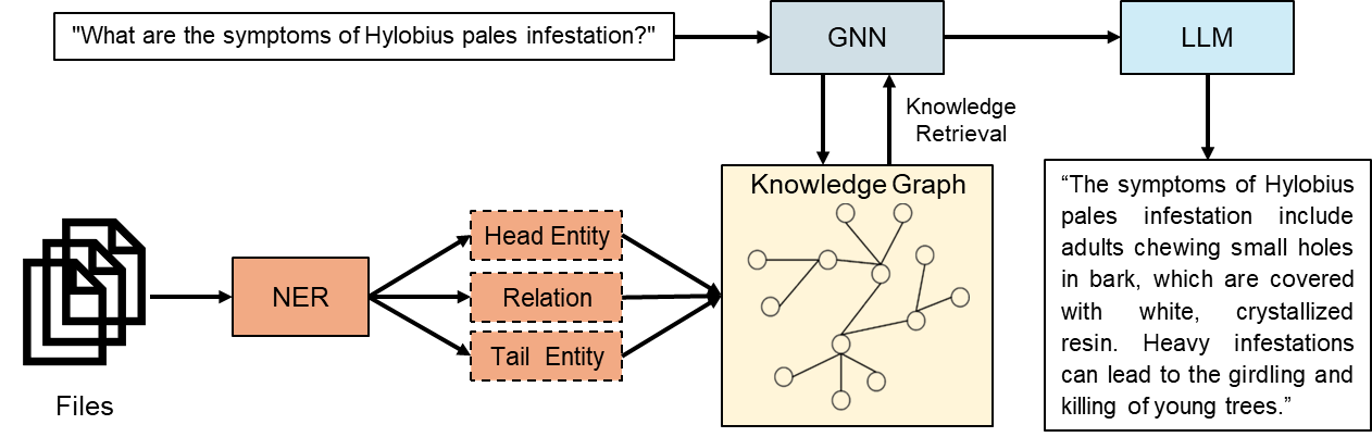 "What are the symptoms of Hylobius pales infestation?"
GNN
LLM
Knowledge
Retrieval
Knowledge Graph
Head Entity
NER
Relation
Tail Entity
Files
“The symptoms of Hylobius
pales infestation include
adults chewing small holes
in bark, which are covered
with white, crystallized
resin. Heavy infestations
can lead to the girdling and
killing of young trees.”